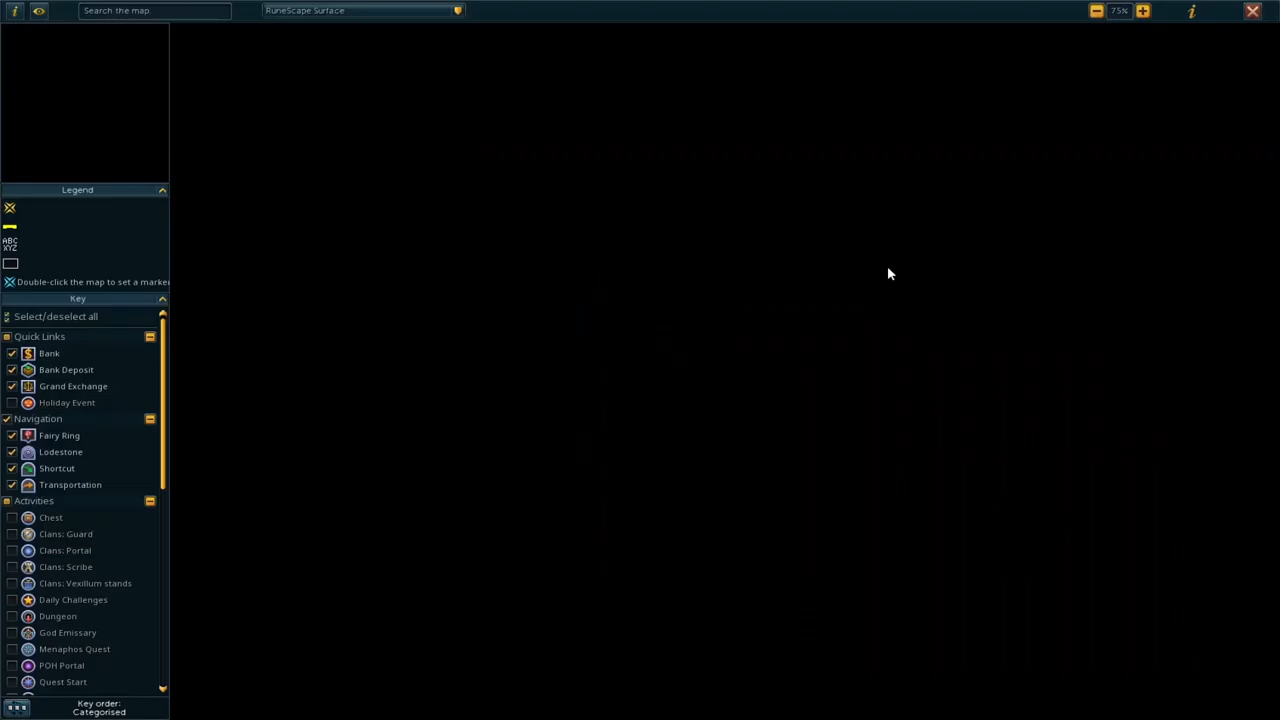 Search the map.
RuneScape Surface
75%
Legend
ABC
XYZ
Double-click the map to set a marke
Key
Select/deselect all
Quick Links
Bank
Bank Deposit
Grand Exchange
Holiday Event
Navigation
Fairy Ring
Lodestone
Shortcut
Transportation
Activities
Chest
Clans: Guard
Clans: Portal
Clans: Scribe
Clans: Vexillum stands
Daily Challenges
Dungeon
God Emissary
Menaphos Quest
POH Portal
Quest Start
Key order:
Categorised